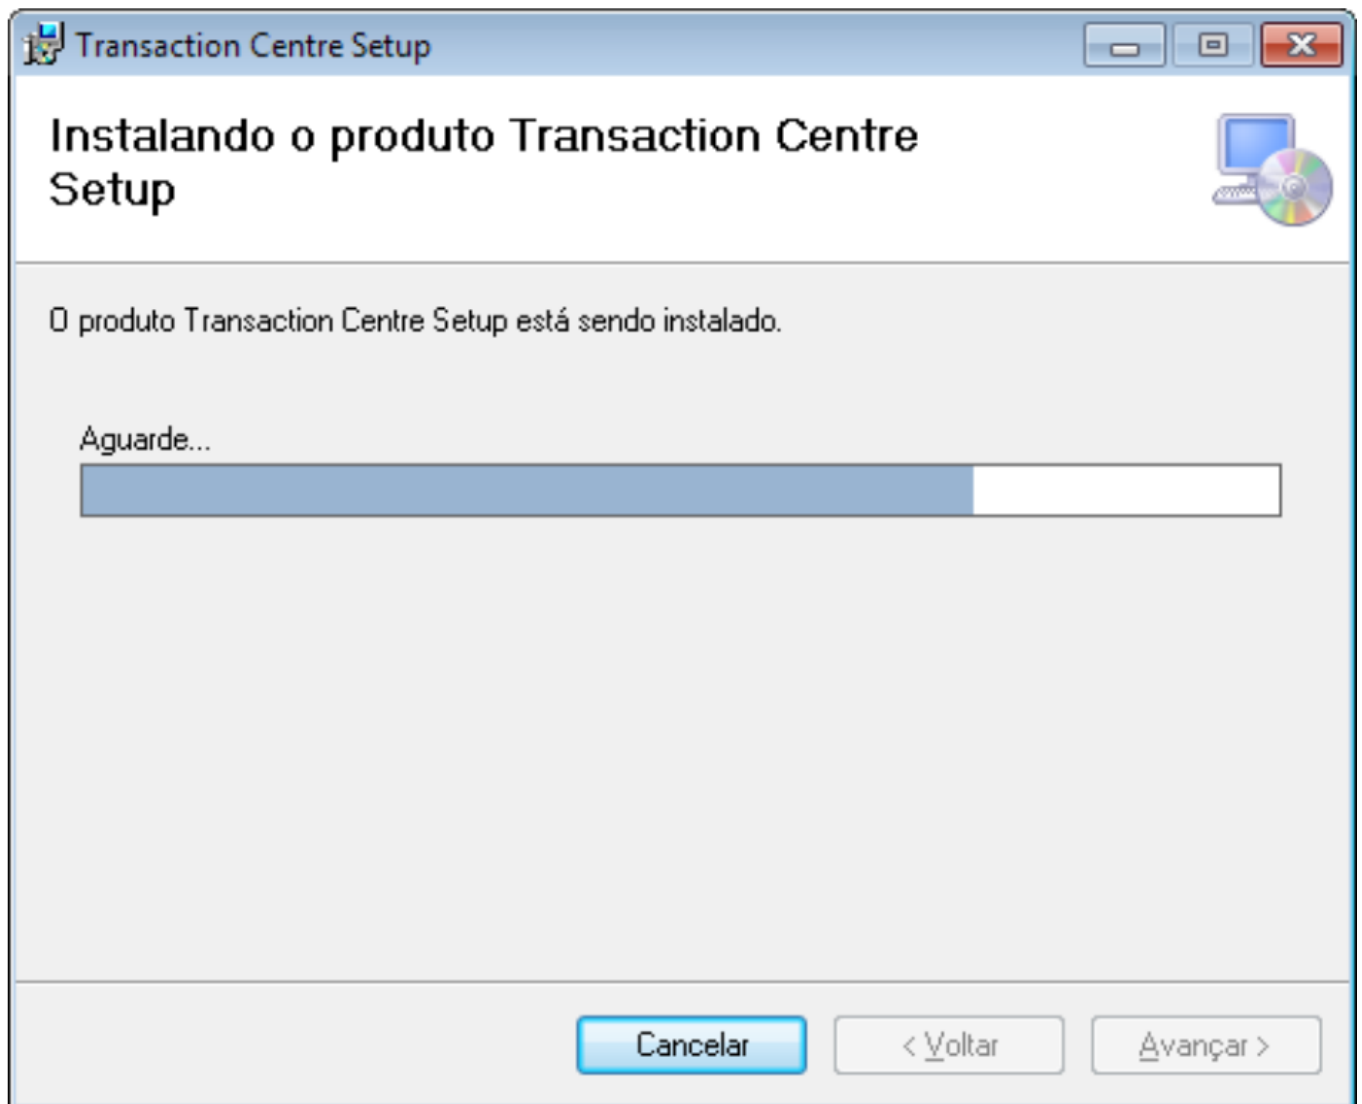 Transaction Centre Setup
Instalando o produto Transaction Centre
Setup
O produto Transaction Centre Setup está sendo instalado.
Aguarde...
Cancelar
< Voltar
Avançar >